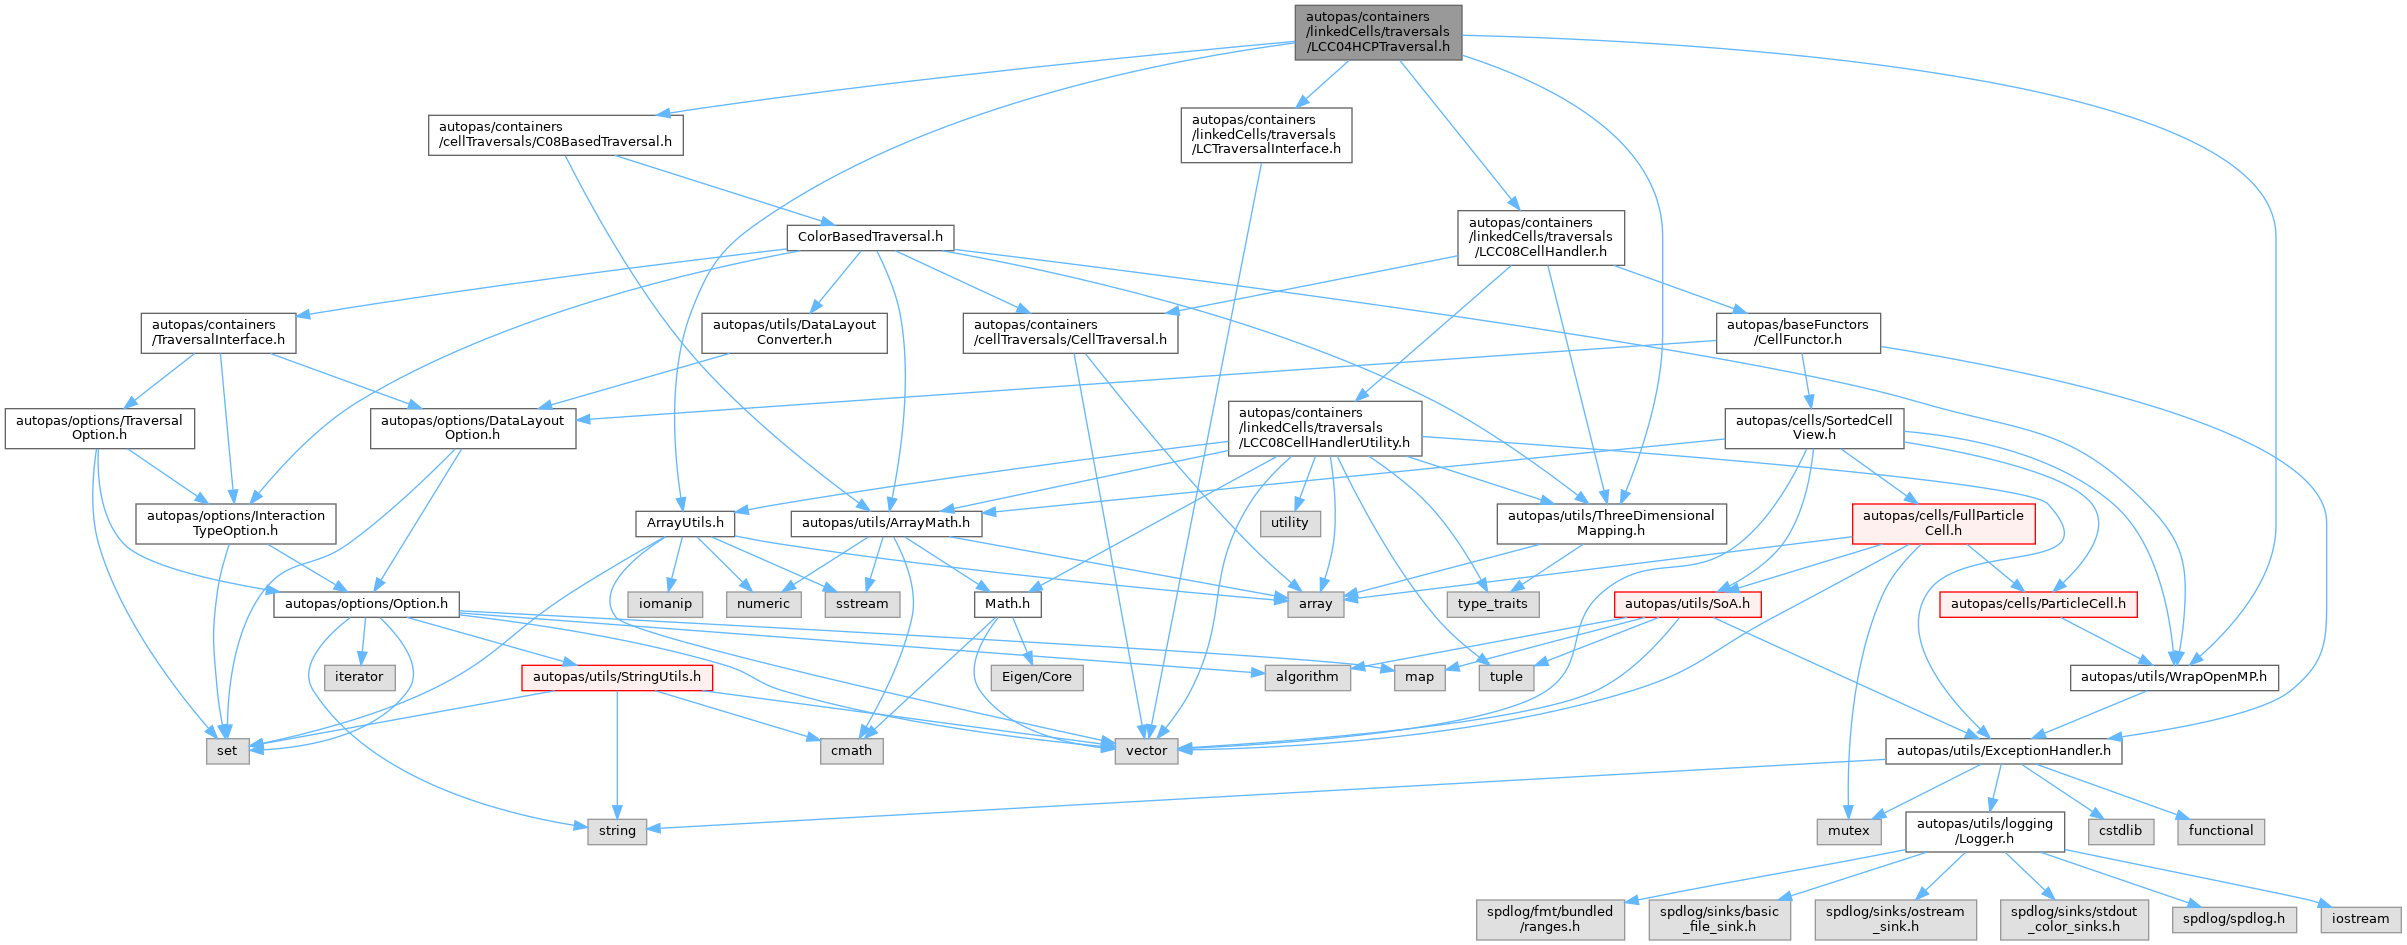 autopas/containers
/linkedCells/traversals
/LCC04HCPTraversal.h
autopas/containers
/cellTraversals/C08BasedTraversal.h
autopas/containers
/linkedCells/traversals
/LCTraversalInterface.h
ColorBasedTraversal.h
autopas/containers
/linkedCells/traversals
/LCC08CellHandler.h
autopas/containers
/TraversalInterface.h
autopas/utils/DataLayout
Converter.h
autopas/containers
/cellTraversals/CellTraversal.h
autopas/baseFunctors
/CellFunctor.h
autopas/options/Traversal
Option.h
autopas/options/DataLayout
Option.h
autopas/containers
/linkedCells/traversals
/LCC08CellHandlerUtility.h
autopas/cells/SortedCell
View.h
autopas/options/Interaction
TypeOption.h
ArrayUtils.h
autopas/utils/ArrayMath.h
utility
autopas/utils/ThreeDimensional
Mapping.h
autopas/cells/FullParticle
Cell.h
autopas/options/Option.h
iomanip
numeric
sstream
Math.h
array
type_traits
autopas/utils/SoA.h
autopas/cells/ParticleCell.h
iterator
autopas/utils/StringUtils.h
Eigen/Core
algorithm
map
tuple
autopas/utils/WrapOpenMP.h
set
cmath
vector
autopas/utils/ExceptionHandler.h
string
mutex
autopas/utils/logging
/Logger.h
cstdlib
functional
spdlog/fmt/bundled
/ranges.h
spdlog/sinks/basic
_file_sink.h
spdlog/sinks/ostream
_sink.h
spdlog/sinks/stdout
_color_sinks.h
spdlog/spdlog.h
iostream